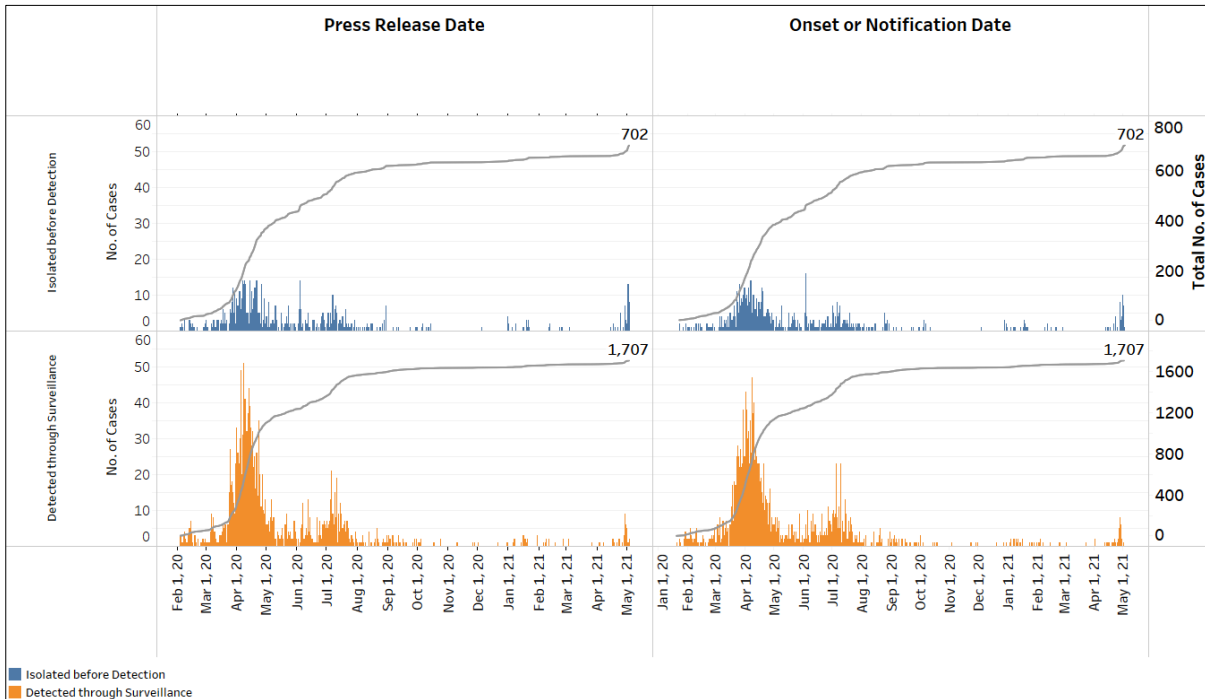 Press Release Date
Onset or Notification Date
Isolated before Detection
No. of Cases
60
50
40
30
20
10
0
702
702
800
600
400
200
0
Total No. of Cases
Detected through Surveillance
No. of Cases
60
50
40
30
20
10
0
1,707
1,707
1600
1200
800
400
0
Feb 1, 20
Mar 1, 20
Apr 1, 20
May 1, 20
Jun 1, 20
Jul 1, 20
Aug 1, 20
Sep 1, 20
Oct 1, 20
Nov 1, 20
Dec 1, 20
Jan 1, 21
Feb 1, 21
Mar 1, 21
Apr 1, 21
May 1, 21
Jan 1, 20
Feb 1, 20
Mar 1, 20
Apr 1, 20
May 1, 20
Jun 1, 20
Jul 1, 20
Aug 1, 20
Sep 1, 20
Oct 1, 20
Nov 1, 20
Dec 1, 20
Jan 1, 21
Feb 1, 21
Mar 1, 21
Apr 1, 21
May 1, 21
Isolated before Detection
Detected through Surveillance